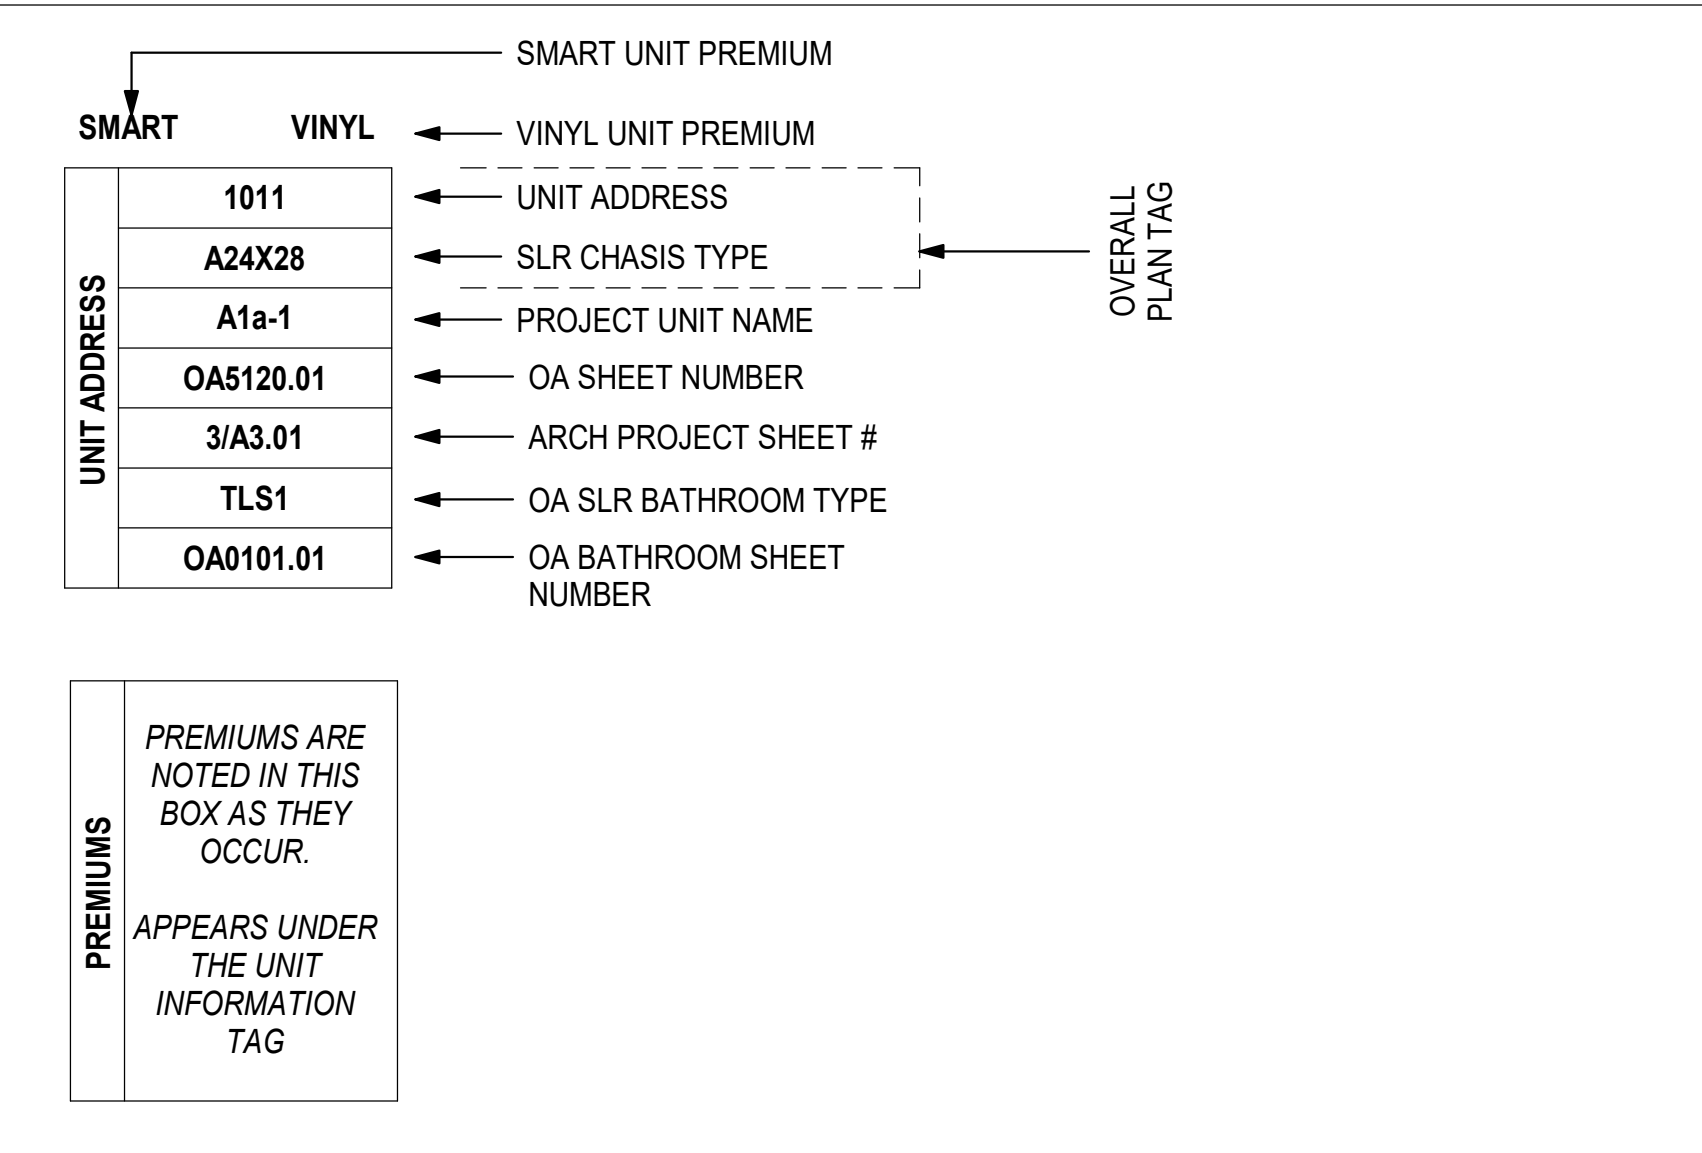 SMART UNIT PREMIUM
SMART VINYL
VINYL UNIT PREMIUM
UNIT ADDRESS
1011
UNIT ADDRESS
A24X28
SLR CHASIS TYPE
OVERALL
PLAN TAG
A1a-1
PROJECT UNIT NAME
OA5120.01
OA SHEET NUMBER
3/A3.01
ARCH PROJECT SHEET #
TLS1
OA SLR BATHROOM TYPE
OA0101.01
OA BATHROOM SHEET
NUMBER
PREMIUMS
PREMIUMS ARE
NOTED IN THIS
BOX AS THEY
OCCUR.
APPEARS UNDER
THE UNIT
INFORMATION
TAG